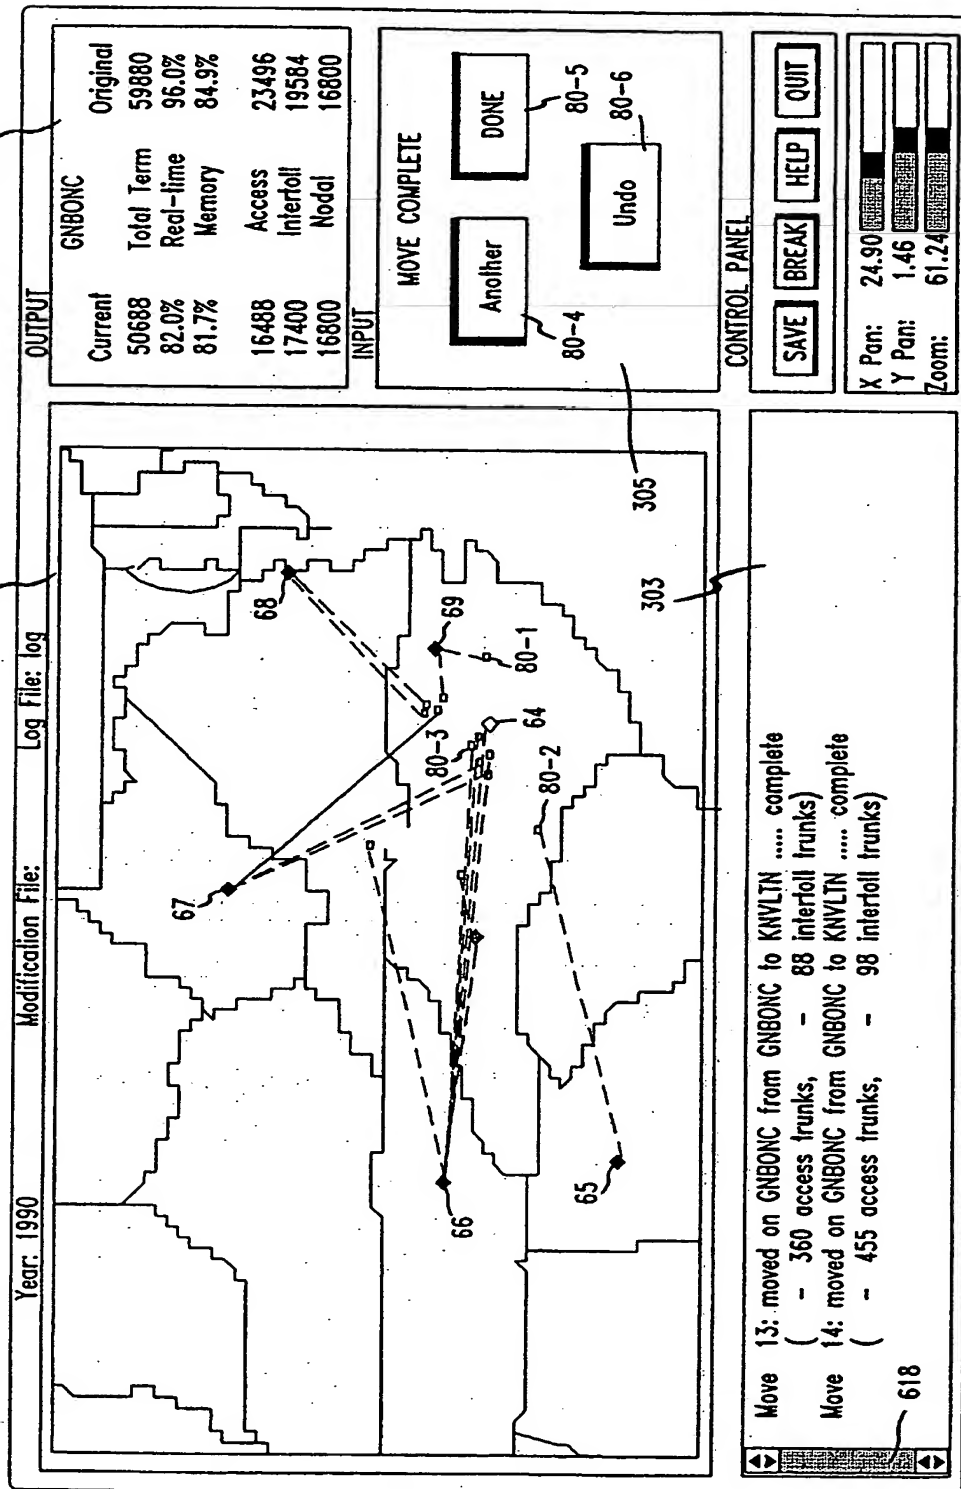 Year: 1990 Modification File: Log File: log
OUTPUT
GNBONC
Current Original
50688 Total Term 59880
82.0% Real-time 96.0%
81.7% Memory 84.9%
16488 Access 23496
17400 Intertoll 19584
16800 Nodal 16800
INPUT
MOVE COMPLETE
Another
DONE
Undo
80-4
80-5
80-6
305
CONTROL PANEL
SAVE BREAK HELP QUIT
X Pan: 24.90
Y Pan: 1.46
Zoom: 61.24
67
68
69
80-1
80-3
64
80-2
66
65
303
Move 13: moved on GNBONC from GNBONC to KNVLTN ..... complete
( - 360 access trunks, - 88 intertoll trunks)
Move 14: moved on GNBONC from GNBONC to KNVLTN ..... complete
( - 455 access trunks, - 98 intertoll trunks)
618